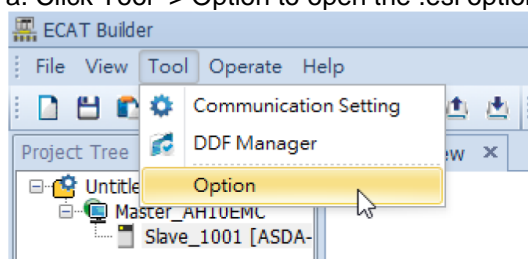 a. Click Tool -> Option to open the .esi option
ECAT Builder
File View Tool Operate Help
Communication Setting
DDF Manager
Option
Project Tree
ew ×
Untitle
Master_AH10EMC
Slave_1001 [ASDA-